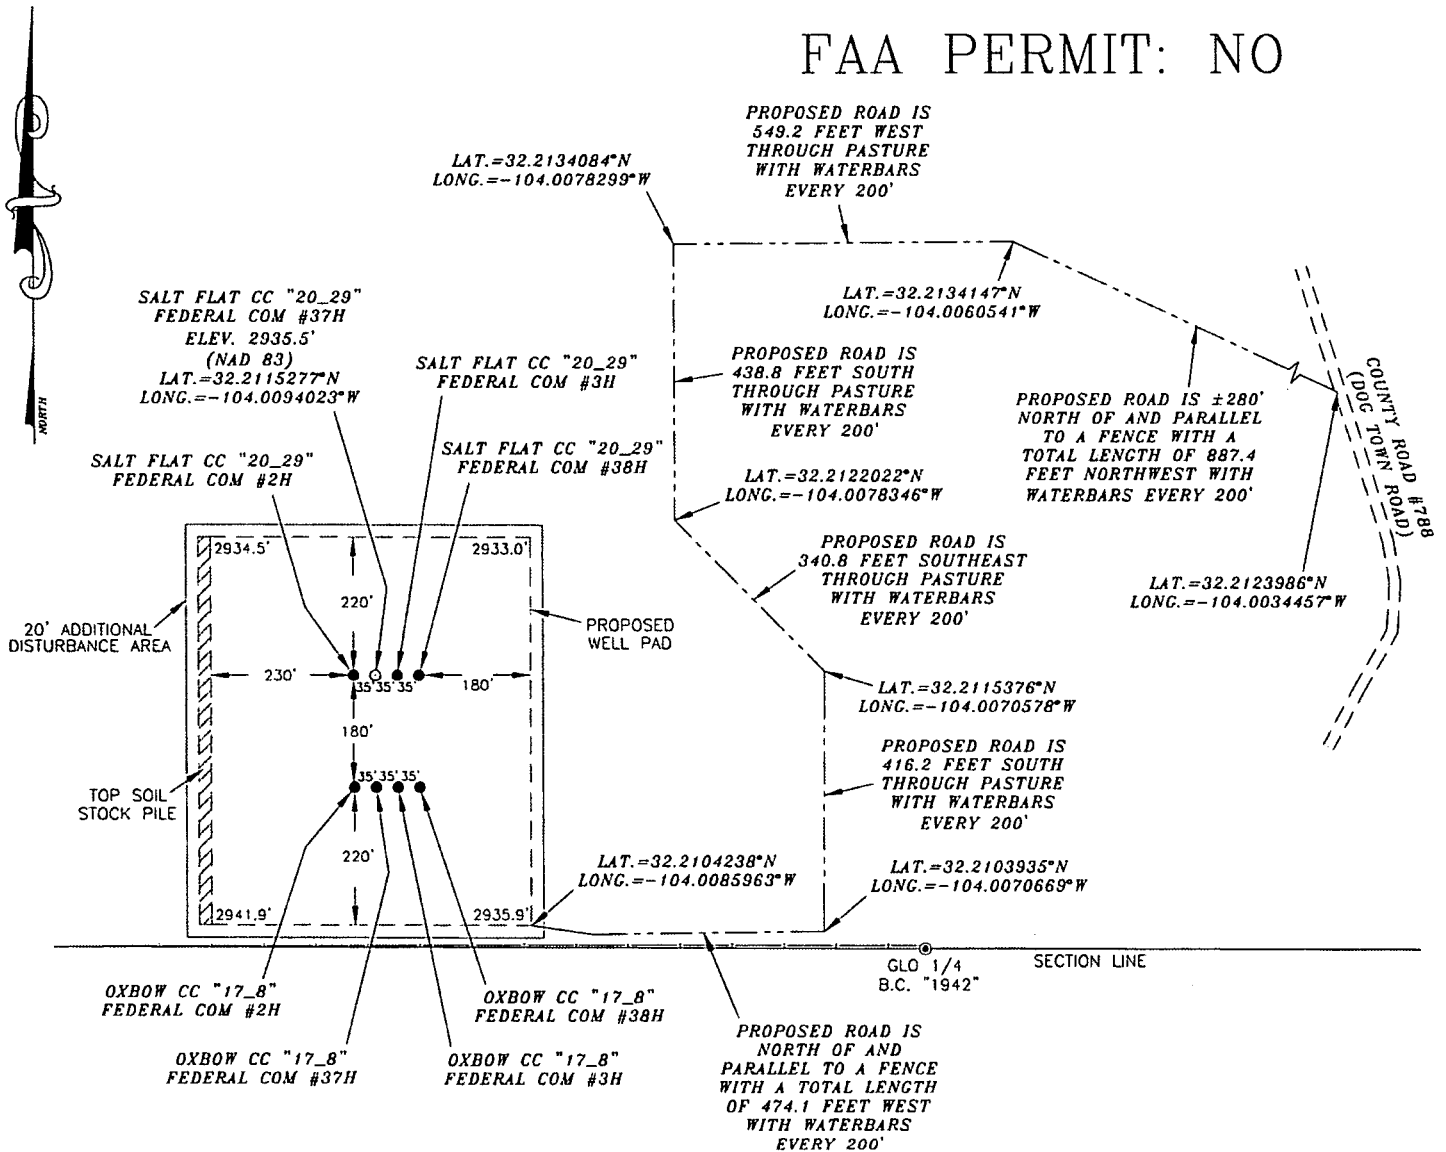 FAA PERMIT: NO
PROPOSED ROAD IS
549.2 FEET WEST
THROUGH PASTURE
WITH WATERBARS
EVERY 200'
LAT.=32.2134084°N
LONG.=-104.0078299°W
NORTH
SALT FLAT CC "20_29"
FEDERAL COM #37H
ELEV. 2935.5'
(NAD 83)
LAT.=32.2115277°N
LONG.=-104.0094023°W
SALT FLAT CC "20_29"
FEDERAL COM #3H
SALT FLAT CC "20_29"
FEDERAL COM #38H
SALT FLAT CC "20_29"
FEDERAL COM #2H
LAT.=32.2134147°N
LONG.=-104.0060541°W
PROPOSED ROAD IS
438.8 FEET SOUTH
THROUGH PASTURE
WITH WATERBARS
EVERY 200'
PROPOSED ROAD IS ±280'
NORTH OF AND PARALLEL
TO A FENCE WITH A
TOTAL LENGTH OF 887.4
FEET NORTHWEST WITH
WATERBARS EVERY 200'
COUNTY ROAD #788
(DOG TOWN ROAD)
LAT.=32.2122022°N
LONG.=-104.0078346°W
PROPOSED ROAD IS
340.8 FEET SOUTHEAST
THROUGH PASTURE
WITH WATERBARS
EVERY 200'
LAT.=32.2123986°N
LONG.=-104.0034457°W
2934.5'
2933.0'
220'
20' ADDITIONAL
DISTURBANCE AREA
PROPOSED
WELL PAD
230'
35' 35' 35'
180'
180'
LAT.=32.2115376°N
LONG.=-104.0070578°W
PROPOSED ROAD IS
416.2 FEET SOUTH
THROUGH PASTURE
WITH WATERBARS
EVERY 200'
35' 35' 35'
TOP SOIL
STOCK PILE
220'
LAT.=32.2104238°N
LONG.=-104.0085963°W
LAT.=32.2103935°N
LONG.=-104.0070669°W
2941.9'
2935.9'
GLO 1/4
B.C. "1942"
SECTION LINE
OXBOW CC "17_8"
FEDERAL COM #2H
OXBOW CC "17_8"
FEDERAL COM #38H
OXBOW CC "17_8"
FEDERAL COM #37H
OXBOW CC "17_8"
FEDERAL COM #3H
PROPOSED ROAD IS
NORTH OF AND
PARALLEL TO A FENCE
WITH A TOTAL LENGTH
OF 474.1 FEET WEST
WITH WATERBARS
EVERY 200'